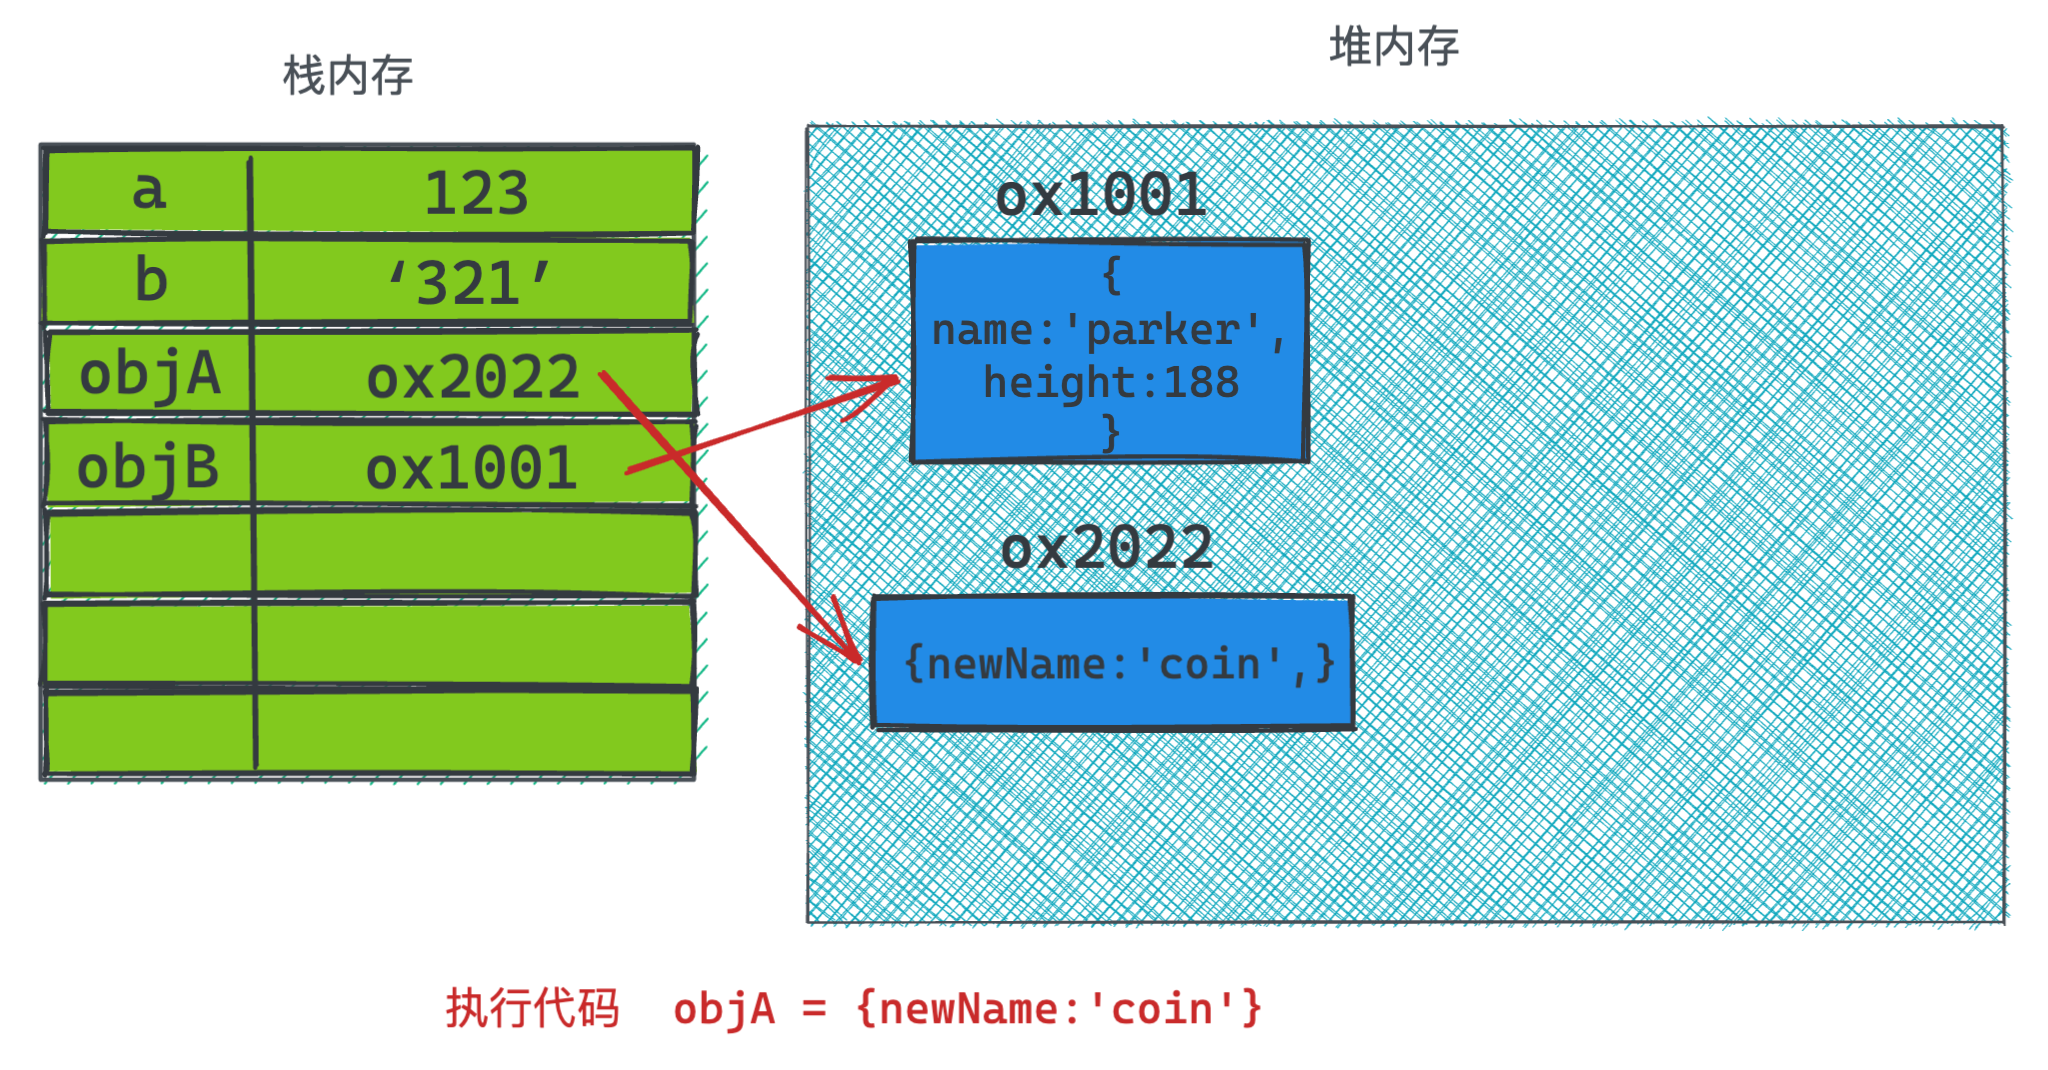 栈内存
堆内存
a 123
b ‘321’
objA ox2022
objB ox1001
ox1001
{
name:'parker',
height:188
}
ox2022
{newName:'coin',}
执行代码 objA = {newName:'coin'}